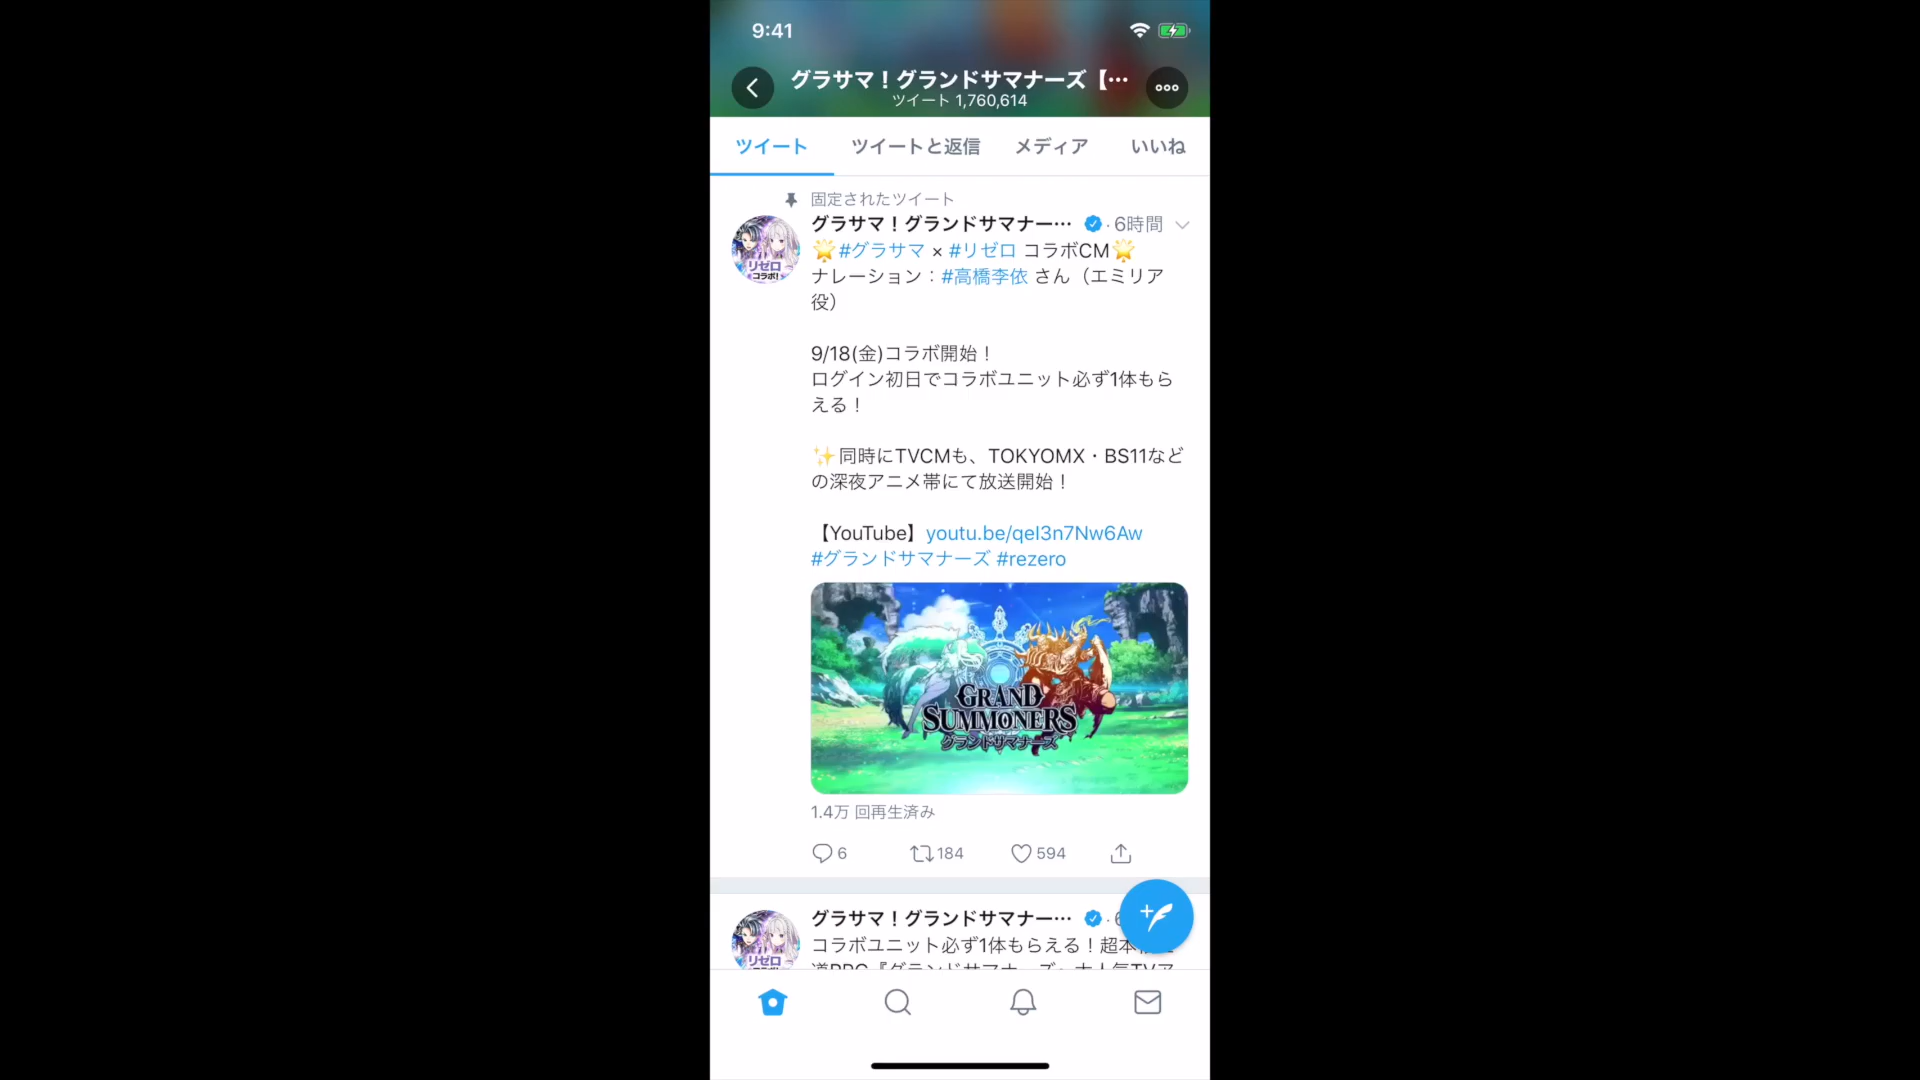 9:41
グラサマ！グランドサマナーズ【…
ツイート 1,760,614
ツイート ツイートと返信 メディア いいね
固定されたツイート
グラサマ！グランドサマナー… · 6時間
🌟#グラサマ × #リゼロ コラボCM🌟
ナレーション：#高橋李依 さん（エミリア
役）
9/18(金)コラボ開始！
ログイン初日でコラボユニット必ず1体もら
える！
✨同時にTVCMも、TOKYOMX・BS11など
の深夜アニメ帯にて放送開始！
【YouTube】youtu.be/qeI3n7Nw6Aw
#グランドサマナーズ #rezero
リゼロ
コラボ!
GRAND
SUMMONERS
グランドサマナーズ
1.4万 回再生済み
6 184 594
グラサマ！グランドサマナー… ·
コラボユニット必ず1体もらえる！超本
リゼロ